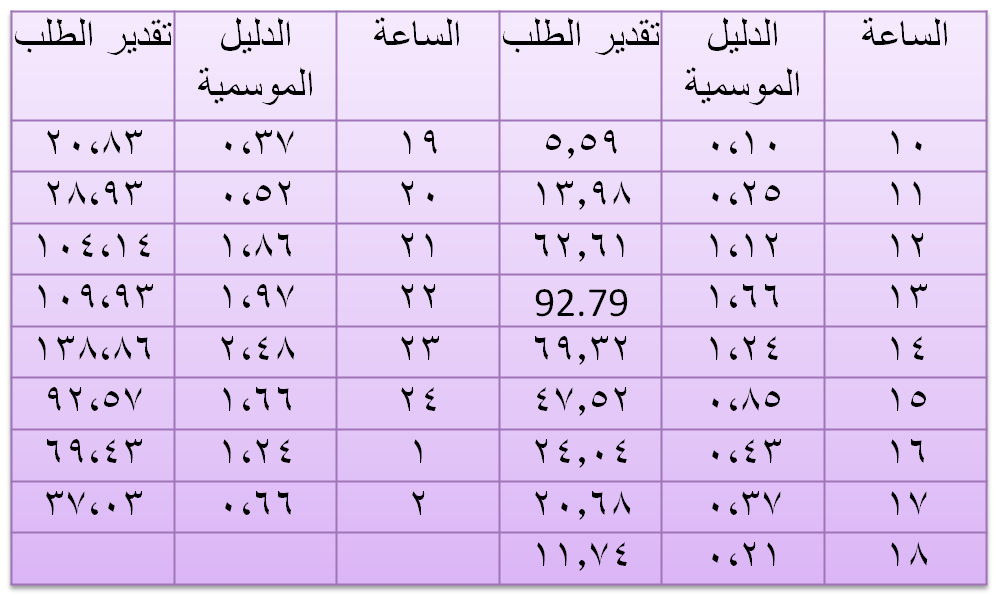 الساعة الدليل الموسمية تقدير الطلب الساعة الدليل الموسمية تقدير الطلب
١٠ ٠،١٠ ٥,٥٩ ١٩ ٠،٣٧ ٢٠،٨٣
١١ ٠،٢٥ ١٣,٩٨ ٢٠ ٠،٥٢ ٢٨،٩٣
١٢ ١،١٢ ٦٢,٦١ ٢١ ١،٨٦ ١٠٤،١٤
١٣ ١،٦٦ 92.79 ٢٢ ١،٩٧ ١٠٩،٩٣
١٤ ١،٢٤ ٦٩,٣٢ ٢٣ ٢،٤٨ ١٣٨،٨٦
١٥ ٠،٨٥ ٤٧,٥٢ ٢٤ ١،٦٦ ٩٢،٥٧
١٦ ٠،٤٣ ٢٤,٠٤ ١ ١،٢٤ ٦٩،٤٣
١٧ ٠،٣٧ ٢٠,٦٨ ٢ ٠،٦٦ ٣٧،٠٣
١٨ ٠،٢١ ١١,٧٤